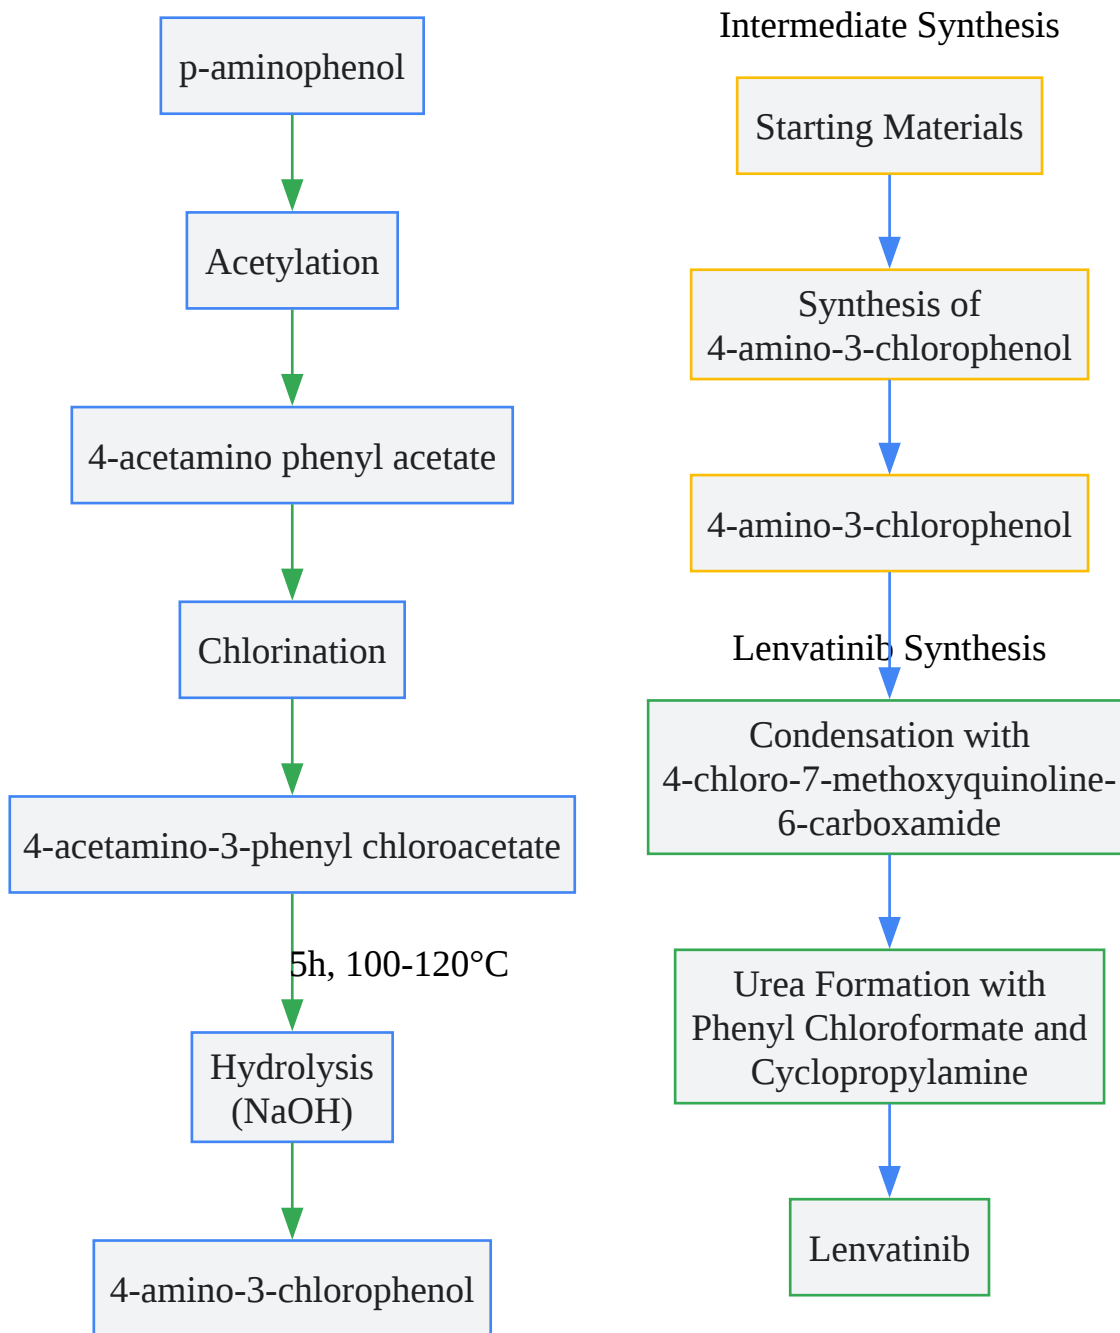 p-aminophenol
Acetylation
4-acetamino phenyl acetate
Chlorination
4-acetamino-3-phenyl chloroacetate
5h, 100-120°C
Hydrolysis
(NaOH)
4-amino-3-chlorophenol
Intermediate Synthesis
Starting Materials
Synthesis of
4-amino-3-chlorophenol
4-amino-3-chlorophenol
Lenvatinib Synthesis
Condensation with
4-chloro-7-methoxyquinoline-
6-carboxamide
Urea Formation with
Phenyl Chloroformate and
Cyclopropylamine
Lenvatinib